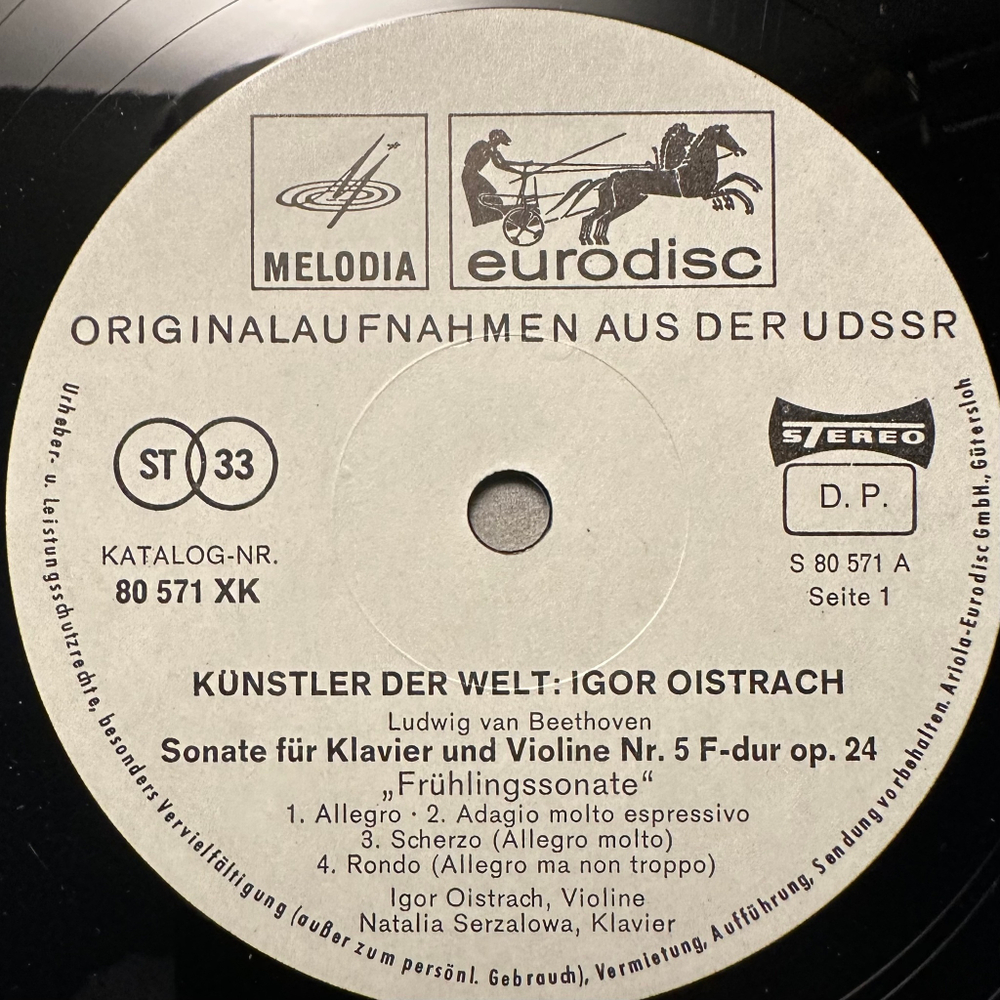 MELODIA
eurodisc
ORIGINALAUFNAHMEN AUS DER UDSSR
ST 33
STEREO
D. P.
KATALOG-NR.
80 571 XK
S 80 571 A
Seite 1
KÜNSTLER DER WELT: IGOR OISTRACH
Ludwig van Beethoven
Sonate für Klavier und Violine Nr. 5 F-dur op. 24
„Frühlingssonate“
1. Allegro · 2. Adagio molto espressivo
3. Scherzo (Allegro molto)
4. Rondo (Allegro ma non troppo)
Igor Oistrach, Violine
Natalia Serzalowa, Klavier
Urheber- u. Leistungsschutzrechte, besonders Vervielfältigung (außer zum persönl. Gebrauch), Vermietung, Aufführung, Sendung vorbehalten. Ariola-Eurodisc GmbH., Gütersloh